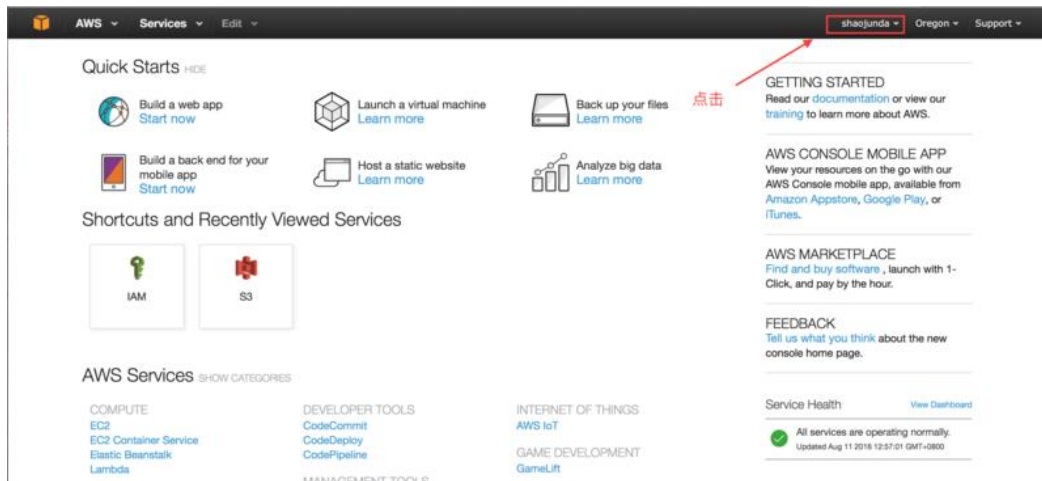 AWS Services Edit shaojunda Oregon Support
点击
Quick Starts HIDE
Build a web app
Start now
Launch a virtual machine
Learn more
Back up your files
Learn more
Build a back end for your
mobile app
Start now
Host a static website
Learn more
Analyze big data
Learn more
Shortcuts and Recently Viewed Services
IAM
S3
AWS Services SHOW CATEGORIES
COMPUTE
EC2
EC2 Container Service
Elastic Beanstalk
Lambda
DEVELOPER TOOLS
CodeCommit
CodeDeploy
CodePipeline
MANAGEMENT TOOLS
INTERNET OF THINGS
AWS IoT
GAME DEVELOPMENT
GameLift
GETTING STARTED
Read our documentation or view our
training to learn more about AWS.
AWS CONSOLE MOBILE APP
View your resources on the go with our
AWS Console mobile app, available from
Amazon Appstore, Google Play, or
iTunes.
AWS MARKETPLACE
Find and buy software , launch with 1-
Click, and pay by the hour.
FEEDBACK
Tell us what you think about the new
console home page.
Service Health View Dashboard
All services are operating normally.
Updated Aug 11 2016 12:57:01 GMT+0800